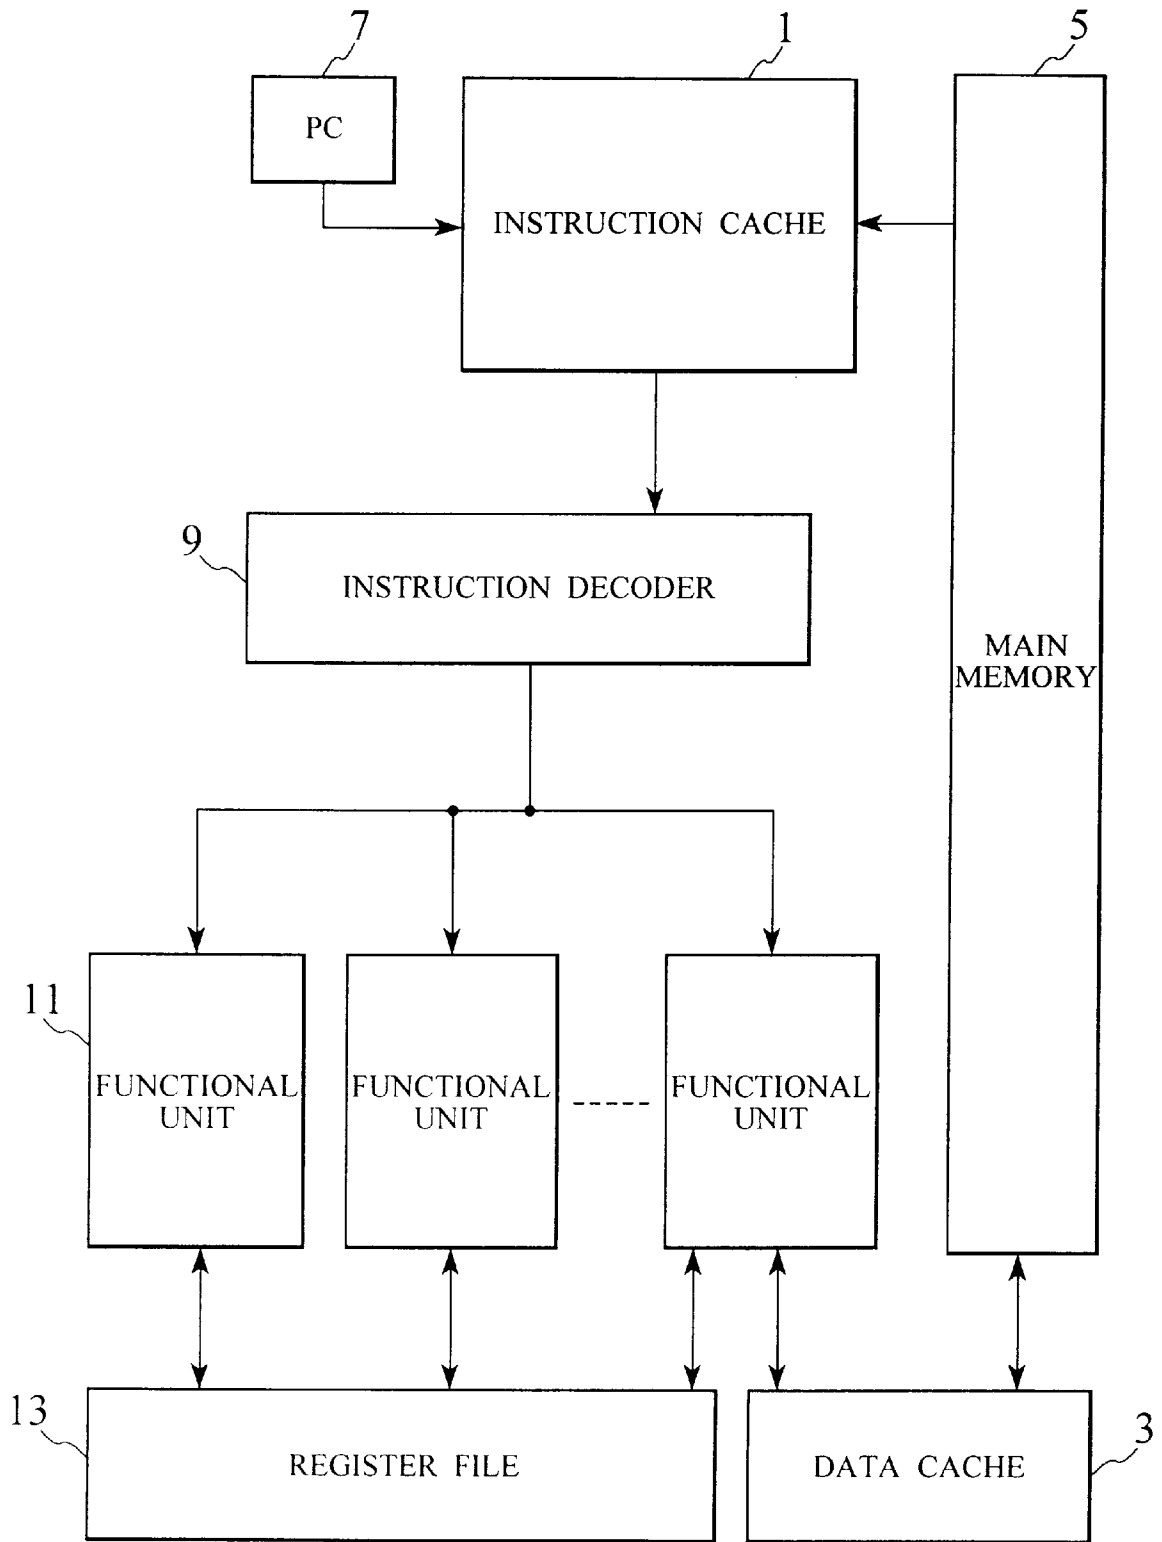 7
1
5
PC
INSTRUCTION CACHE
9
INSTRUCTION DECODER
MAIN
MEMORY
11
FUNCTIONAL
UNIT
FUNCTIONAL
UNIT
FUNCTIONAL
UNIT
13
REGISTER FILE
DATA CACHE
3